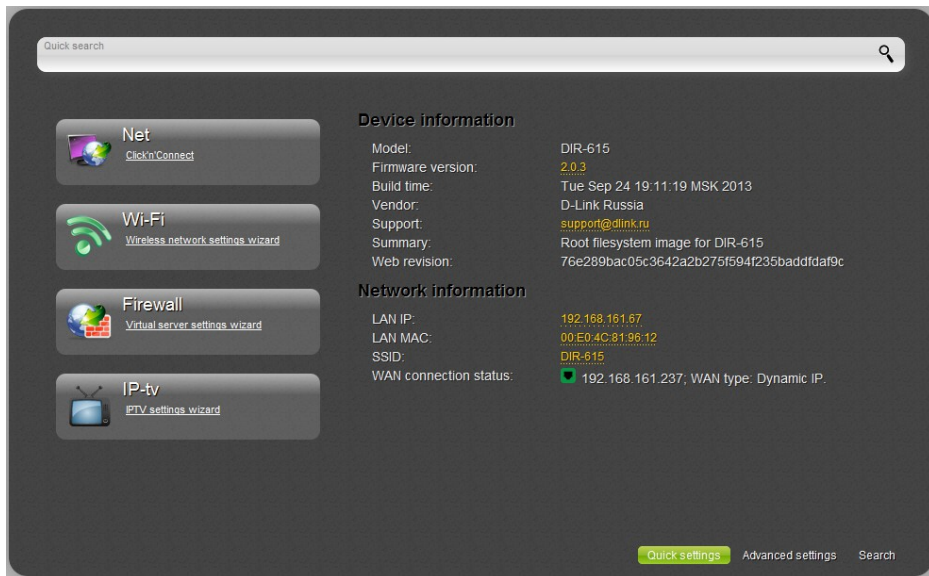 Quick search
Net
Click'n'Connect
Wi-Fi
Wireless network settings wizard
Firewall
Virtual server settings wizard
IP-tv
IPTV settings wizard
Device information
Model: DIR-615
Firmware version: 2.0.3
Build time: Tue Sep 24 19:11:19 MSK 2013
Vendor: D-Link Russia
Support: support@dlink.ru
Summary: Root filesystem image for DIR-615
Web revision: 76e289bac05c3642a2b275f594f235baddfdaf9c
Network information
LAN IP: 192.168.161.67
LAN MAC: 00:E0:4C:81:96:12
SSID: DIR-615
WAN connection status: 192.168.161.237; WAN type: Dynamic IP.
Quick settings Advanced settings Search